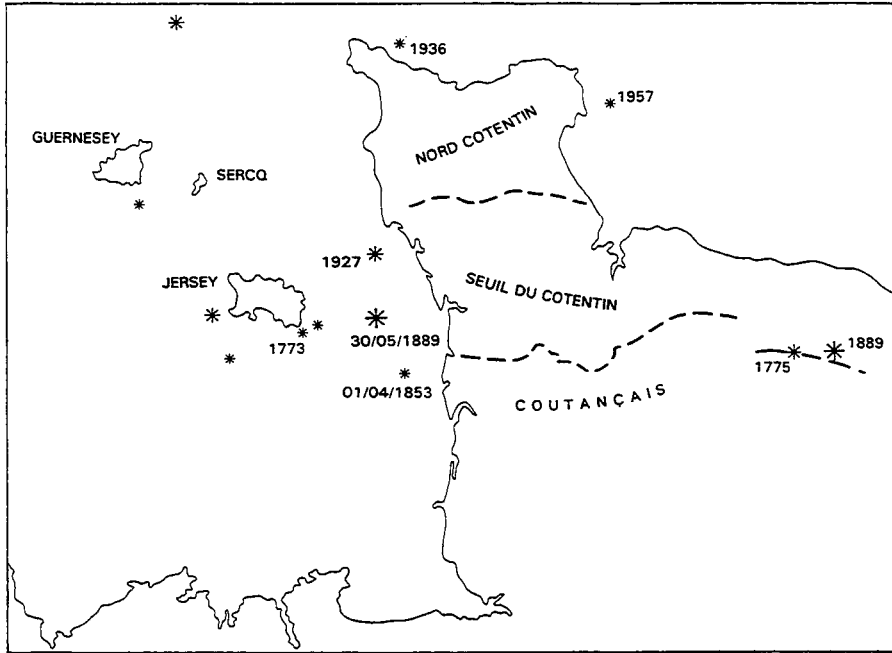 1936
1957
GUERNESEY
NORD COTENTIN
SERCQ
1927
JERSEY
SEUIL DU COTENTIN
1773
30/05/1889
1889
1775
01/04/1853
COUTANÇAIS